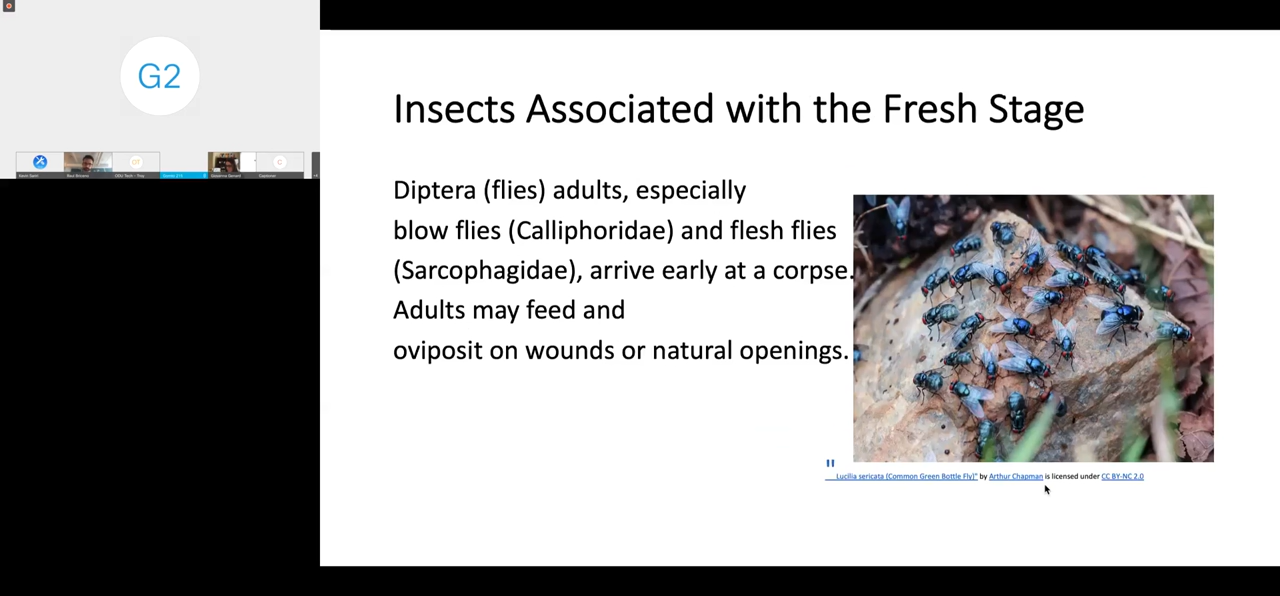 G2
Insects Associated with the Fresh Stage
Diptera (flies) adults, especially
blow flies (Calliphoridae) and flesh flies
(Sarcophagidae), arrive early at a corpse.
Adults may feed and
oviposit on wounds or natural openings.
"
Lucilia sericata (Common Green Bottle Fly)" by Arthur Chapman is licensed under CC BY-NC 2.0